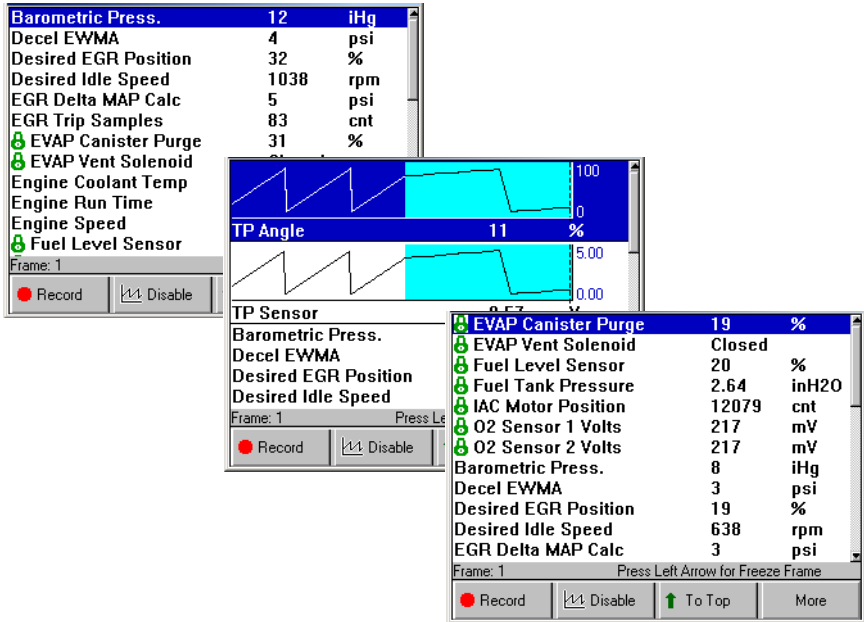 Barometric Press. 12 iHg
Decel EWMA 4 psi
Desired EGR Position 32 %
Desired Idle Speed 1038 rpm
EGR Delta MAP Calc 5 psi
EGR Trip Samples 83 cnt
EVAP Canister Purge 31 %
EVAP Vent Solenoid
Engine Coolant Temp
Engine Run Time
Engine Speed
Fuel Level Sensor
Frame: 1
Record Disable
100
0
TP Angle 11 %
5.00
0.00
TP Sensor
Barometric Press.
Decel EWMA
Desired EGR Position
Desired Idle Speed
Frame: 1 Press
Record Disable
EVAP Canister Purge 19 %
EVAP Vent Solenoid Closed
Fuel Level Sensor 20 %
Fuel Tank Pressure 2.64 inH2O
IAC Motor Position 12079 cnt
O2 Sensor 1 Volts 217 mV
O2 Sensor 2 Volts 217 mV
Barometric Press. 8 iHg
Decel EWMA 3 psi
Desired EGR Position 19 %
Desired Idle Speed 638 rpm
EGR Delta MAP Calc 3 psi
Frame: 1 Press Left Arrow for Freeze Frame
Record Disable To Top More